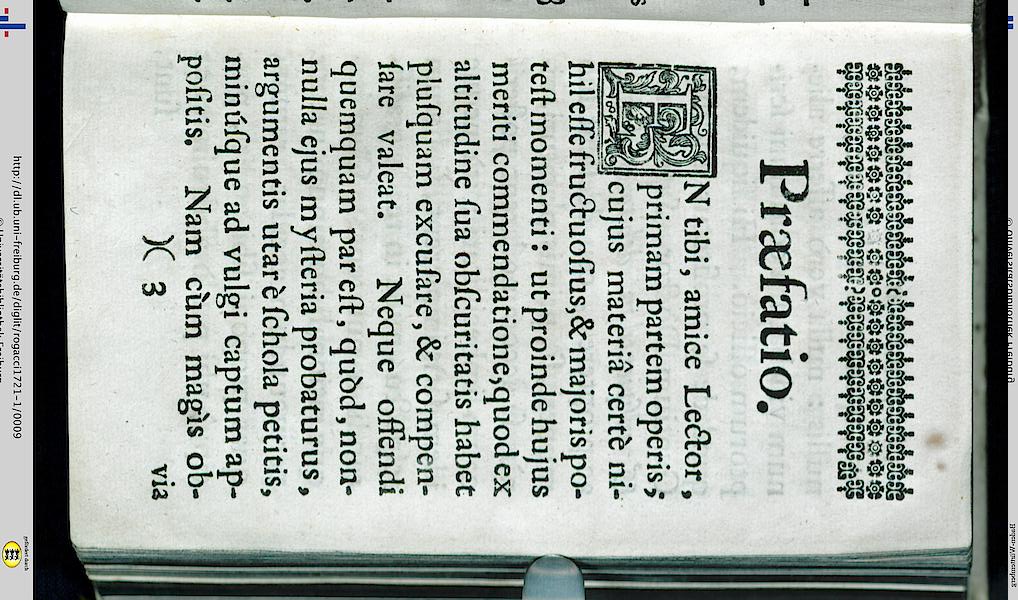 Præfatio.
EN tibi, amice Lector,
primam partem operis;
cujus materiâ certè ni-
hil esse fructuosius, & majoris po-
test momenti: ut proinde hujus
meriti commendatione, quod ex
altitudine sua obscuritatis habet
plusquam excusare, & compen-
sare valeat. Neque offendi
quemquam par est, quòd, non-
nulla ejus mysteria probaturus,
argumentis utar è schola petitis,
minúsque ad vulgi captum ap-
positis. Nam cùm magìs ob-
)( 3 via
http://dl.ub.uni-freiburg.de/diglit/rogacci1721-1/0009